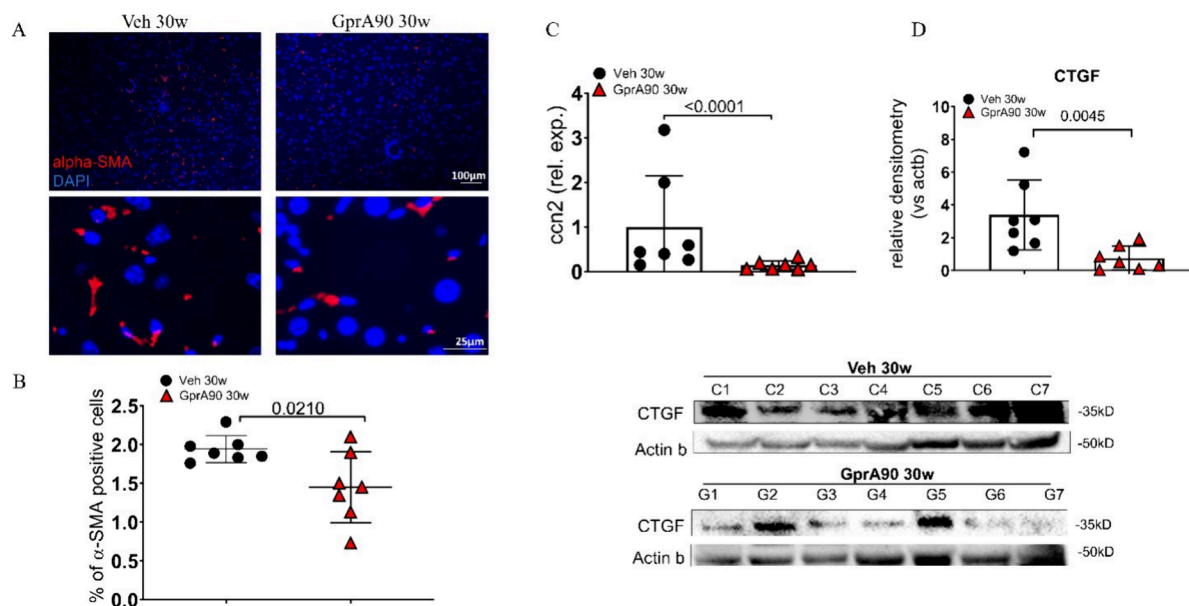 A
Veh 30w
GprA90 30w
alpha-SMA
DAPI
100µm
25µm
B
Veh 30w
GprA90 30w
0.0210
% of α-SMA positive cells
2.5
2.0
1.5
1.0
0.5
0.0
C
Veh 30w
GprA90 30w
<0.0001
ccn2 (rel. exp.)
4
3
2
1
0
D
CTGF
Veh 30w
GprA90 30w
0.0045
relative densitometry
(vs actb)
10
8
6
4
2
0
Veh 30w
C1 C2 C3 C4 C5 C6 C7
CTGF -35kD
Actin b -50kD
GprA90 30w
G1 G2 G3 G4 G5 G6 G7
CTGF -35kD
Actin b -50kD